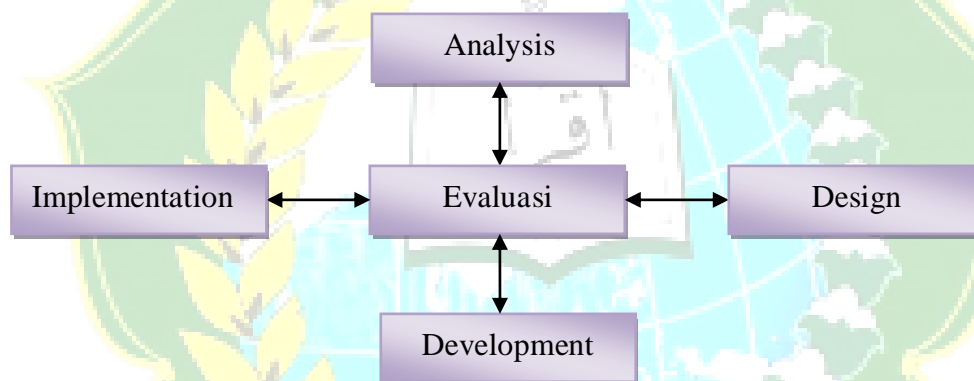 Analysis
Implementation
Evaluasi
Design
Development